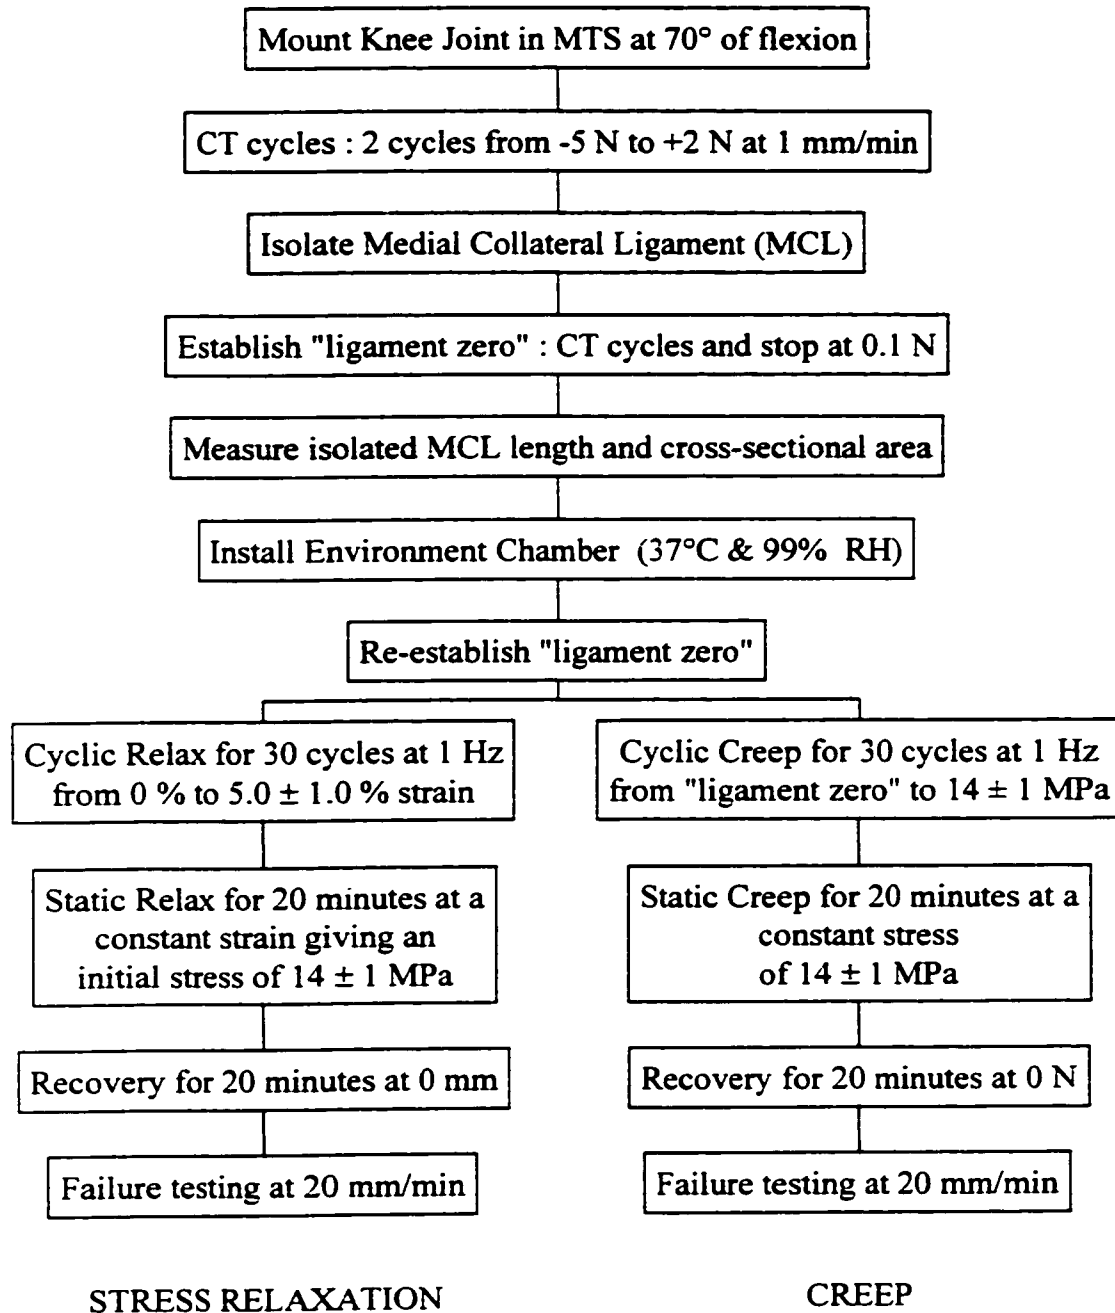 Mount Knee Joint in MTS at 70° of flexion
CT cycles : 2 cycles from -5 N to +2 N at 1 mm/min
Isolate Medial Collateral Ligament (MCL)
Establish "ligament zero" : CT cycles and stop at 0.1 N
Measure isolated MCL length and cross-sectional area
Install Environment Chamber (37°C & 99% RH)
Re-establish "ligament zero"
Cyclic Relax for 30 cycles at 1 Hz
from 0 % to 5.0 ± 1.0 % strain
Static Relax for 20 minutes at a
constant strain giving an
initial stress of 14 ± 1 MPa
Recovery for 20 minutes at 0 mm
Failure testing at 20 mm/min
STRESS RELAXATION
Cyclic Creep for 30 cycles at 1 Hz
from "ligament zero" to 14 ± 1 MPa
Static Creep for 20 minutes at a
constant stress
of 14 ± 1 MPa
Recovery for 20 minutes at 0 N
Failure testing at 20 mm/min
CREEP